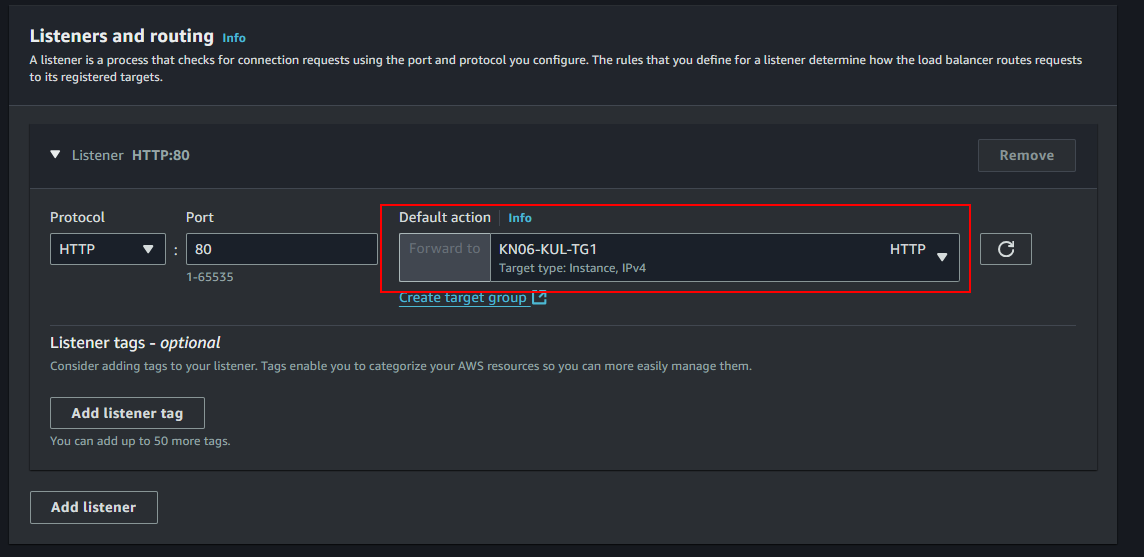 Listeners and routing Info
A listener is a process that checks for connection requests using the port and protocol you configure. The rules that you define for a listener determine how the load balancer routes requests
to its registered targets.
Listener HTTP:80
Remove
Protocol
Port
Default action Info
HTTP
:
80
Forward to
KN06-KUL-TG1
HTTP
Target type: Instance, IPv4
1-65535
Create target group
Listener tags - optional
Consider adding tags to your listener. Tags enable you to categorize your AWS resources so you can more easily manage them.
Add listener tag
You can add up to 50 more tags.
Add listener